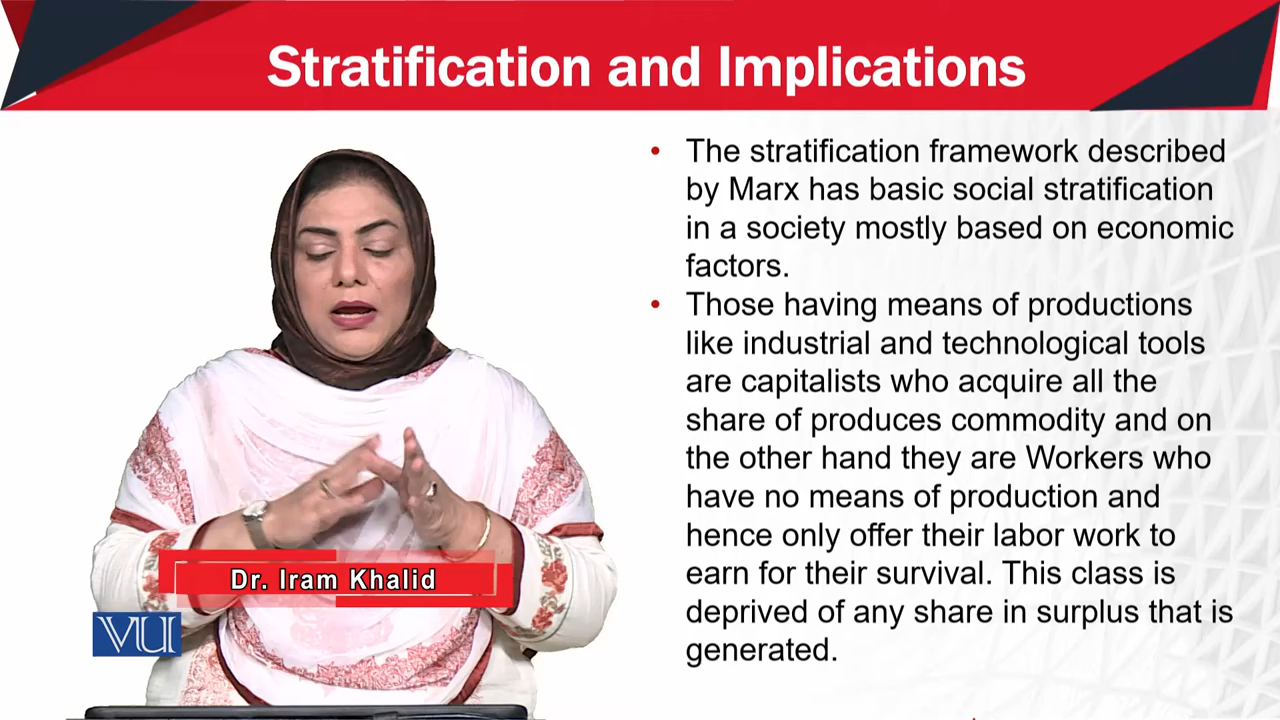 Stratification and Implications
• The stratification framework described
by Marx has basic social stratification
in a society mostly based on economic
factors.
• Those having means of productions
like industrial and technological tools
are capitalists who acquire all the
share of produces commodity and on
the other hand they are Workers who
have no means of production and
hence only offer their labor work to
earn for their survival. This class is
deprived of any share in surplus that is
generated.
Dr. Iram Khalid
VU